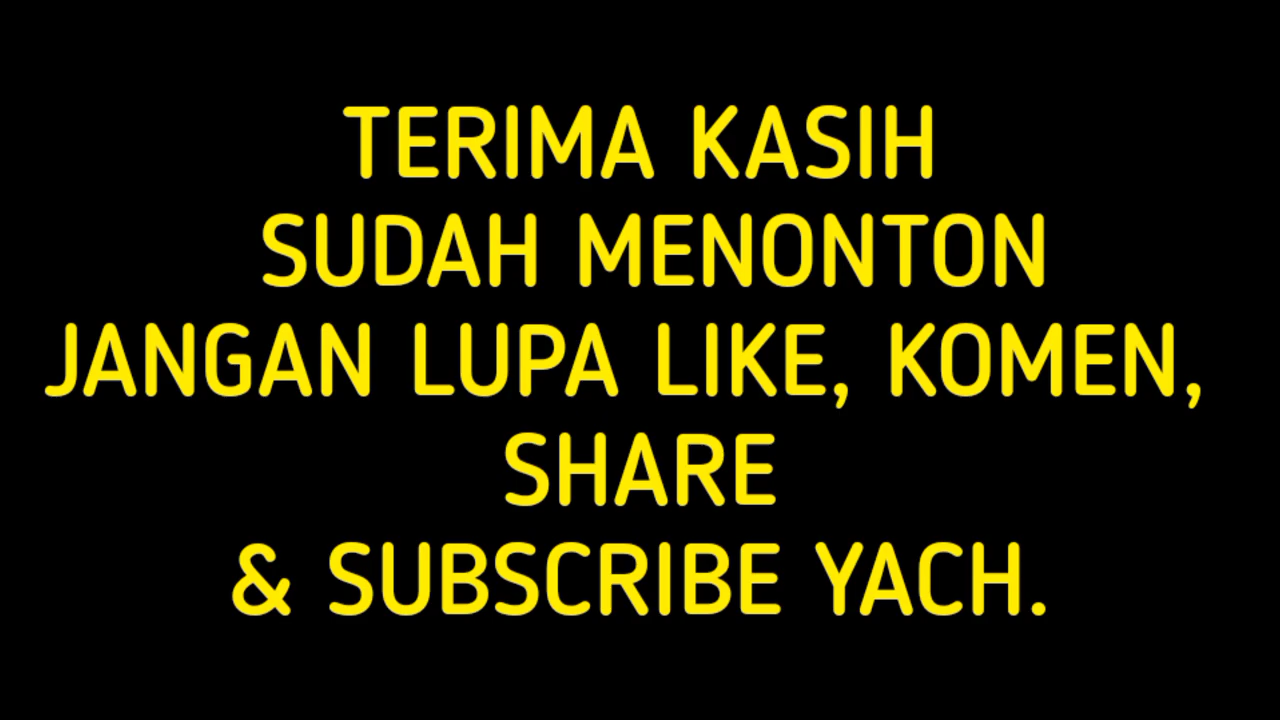 TERIMA KASIH
SUDAH MENONTON
JANGAN LUPA LIKE, KOMEN,
SHARE
& SUBSCRIBE YACH.